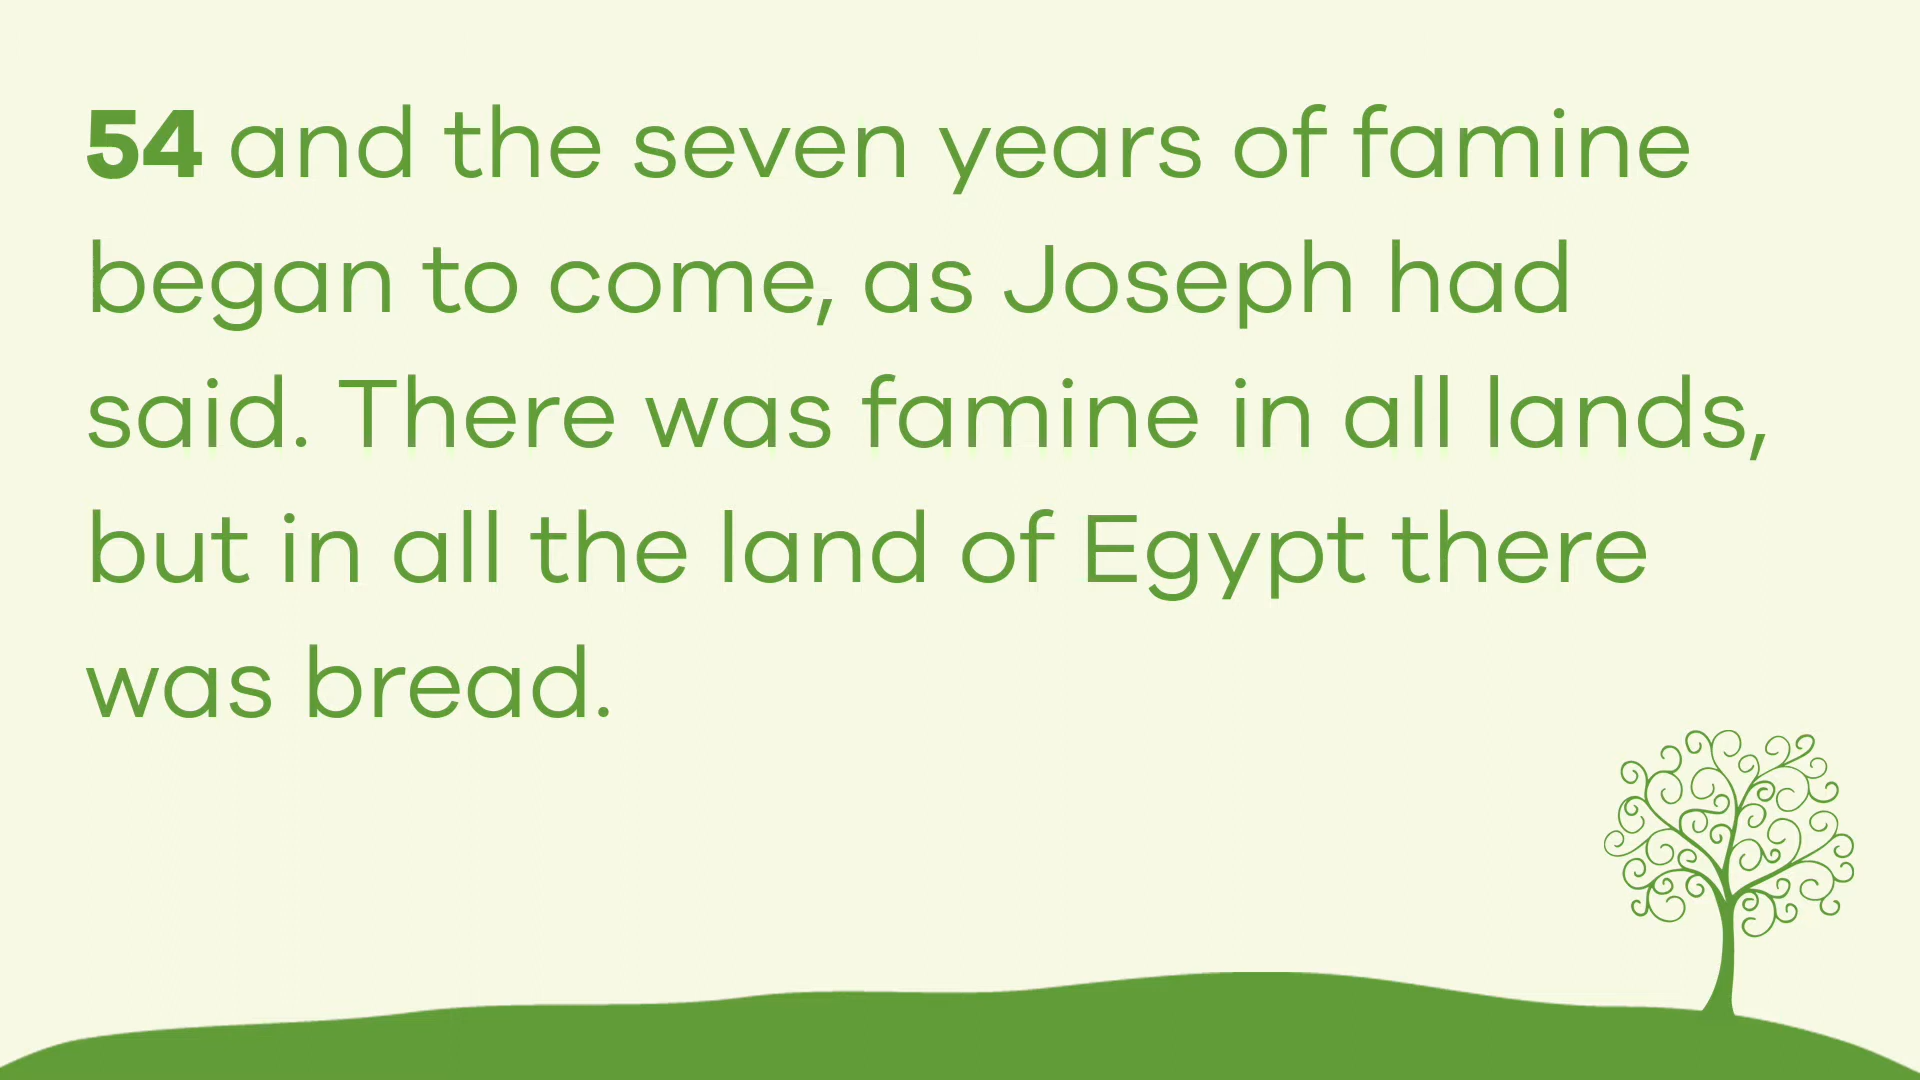 54 and the seven years of famine
began to come, as Joseph had
said. There was famine in all lands,
but in all the land of Egypt there
was bread.